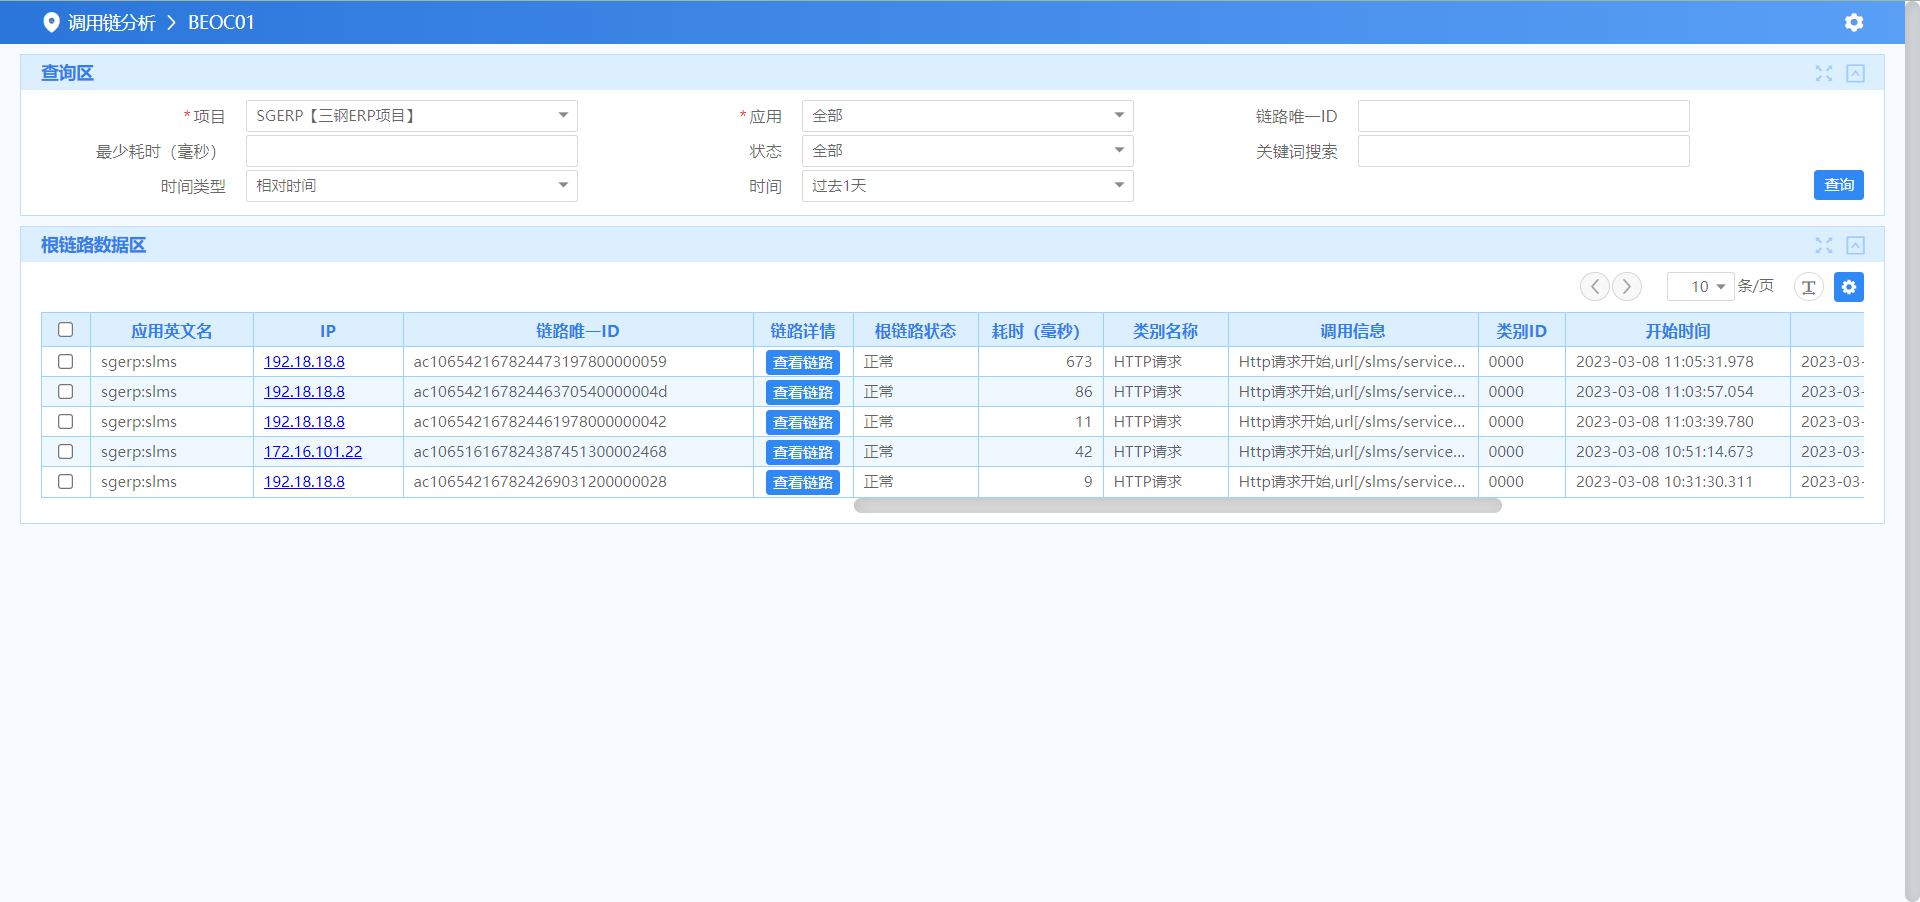 调用链分析 > BEOC01
查询区
*项目 SGERP【三钢ERP项目】 *应用 全部 链路唯一ID
最少耗时（毫秒） 状态 全部 关键词搜索
时间类型 相对时间 时间 过去1天 查询
根链路数据区
10 条/页
应用英文名 IP 链路唯一ID 链路详情 根链路状态 耗时（毫秒） 类别名称 调用信息 类别ID 开始时间
sgerp:slms 192.18.18.8 ac106542167824473197800000059 查看链路 正常 673 HTTP请求 Http请求开始,url[/slms/service... 0000 2023-03-08 11:05:31.978 2023-03-
sgerp:slms 192.18.18.8 ac10654216782446370540000004d 查看链路 正常 86 HTTP请求 Http请求开始,url[/slms/service... 0000 2023-03-08 11:03:57.054 2023-03-
sgerp:slms 192.18.18.8 ac106542167824461978000000042 查看链路 正常 11 HTTP请求 Http请求开始,url[/slms/service... 0000 2023-03-08 11:03:39.780 2023-03-
sgerp:slms 172.16.101.22 ac106516167824387451300002468 查看链路 正常 42 HTTP请求 Http请求开始,url[/slms/service... 0000 2023-03-08 10:51:14.673 2023-03-
sgerp:slms 192.18.18.8 ac106542167824269031200000028 查看链路 正常 9 HTTP请求 Http请求开始,url[/slms/service... 0000 2023-03-08 10:31:30.311 2023-03-